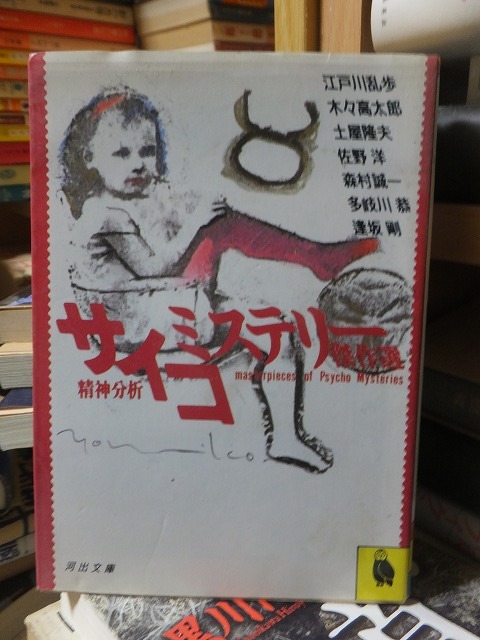 江戸川乱歩
木々高太郎
土屋隆夫
佐野 洋
森村誠一
多岐川 恭
逢坂 剛
サイコミステリー
傑作選
masterpieces of Psycho Mysteries
精神分析
河出文庫
黒川